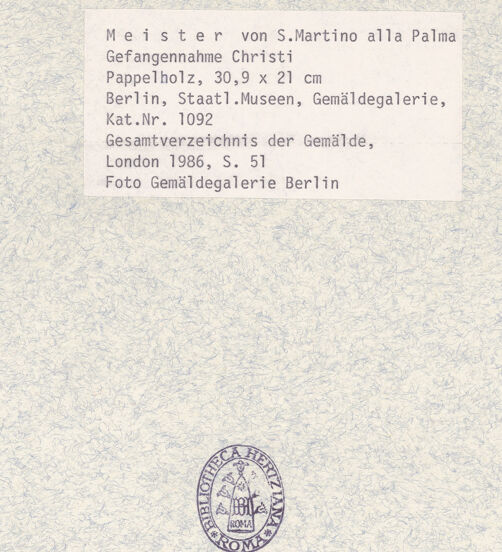 M e i s t e r von S.Martino alla Palma
Gefangennahme Christi
Pappelholz, 30,9 x 21 cm
Berlin, Staatl.Museen, Gemäldegalerie,
Kat.Nr. 1092
Gesamtverzeichnis der Gemälde,
London 1986, S. 51
Foto Gemäldegalerie Berlin
BIBLIOTHECA HERTZIANA
ROMA
ROMA